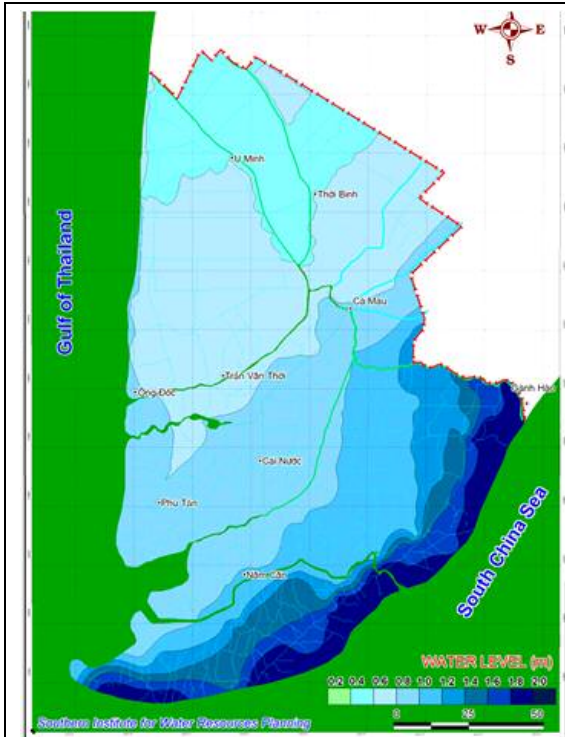 N
W E
S
U Minh
Thới Bình
Gulf of Thailand
Cà Mau
Trần Văn Thời
Ông Đốc
Gành Hào
Cái Nước
Phú Tân
South China Sea
Năm Căn
WATER LEVEL (m)
0.2 0.4 0.6 0.8 1.0 1.2 1.4 1.6 1.8 2.0
0 25 50
Southern Institute for Water Resources Planning